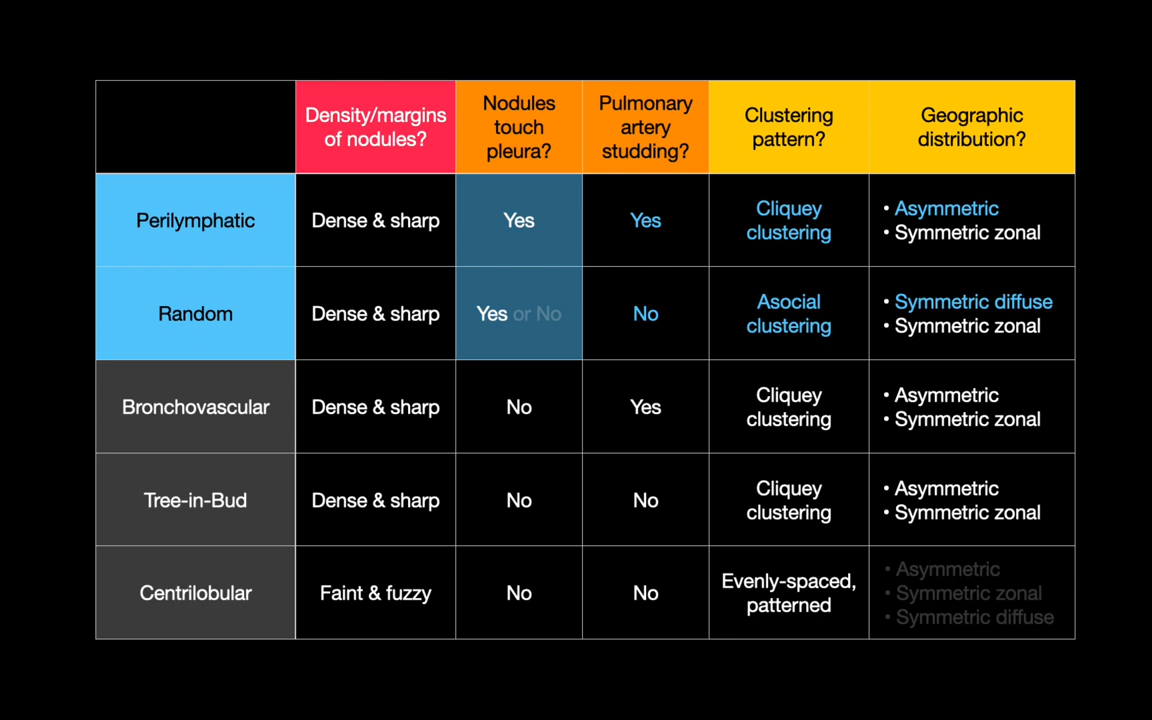 Density/margins
of nodules?
Nodules
touch
pleura?
Pulmonary
artery
studding?
Clustering
pattern?
Geographic
distribution?
Perilymphatic
Dense & sharp
Yes
Yes
Cliquey
clustering
• Asymmetric
• Symmetric zonal
Random
Dense & sharp
Yes or No
No
Asocial
clustering
• Symmetric diffuse
• Symmetric zonal
Bronchovascular
Dense & sharp
No
Yes
Cliquey
clustering
• Asymmetric
• Symmetric zonal
Tree-in-Bud
Dense & sharp
No
No
Cliquey
clustering
• Asymmetric
• Symmetric zonal
Centrilobular
Faint & fuzzy
No
No
Evenly-spaced,
patterned
• Asymmetric
• Symmetric zonal
• Symmetric diffuse